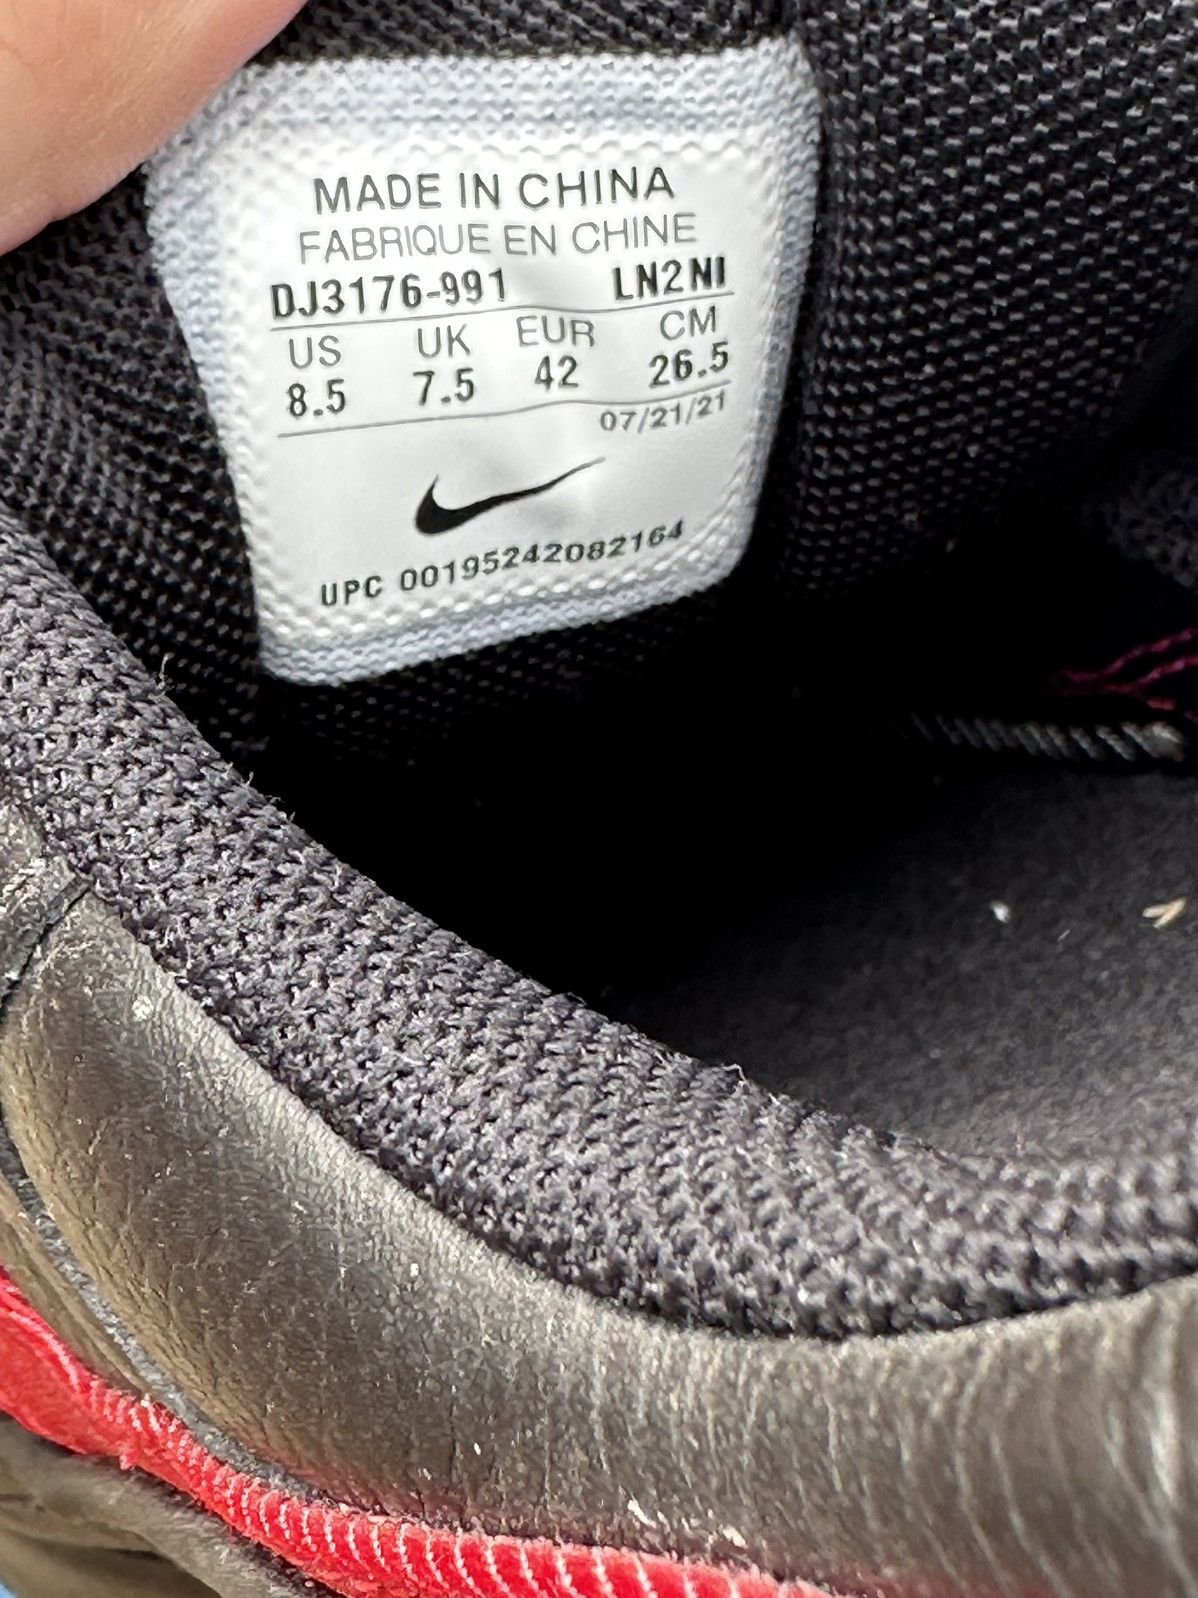 MADE IN CHINA
FABRIQUE EN CHINE
DJ3176-991 LN2NI
US UK EUR CM
8.5 7.5 42 26.5
07/21/21
UPC 00195242082164